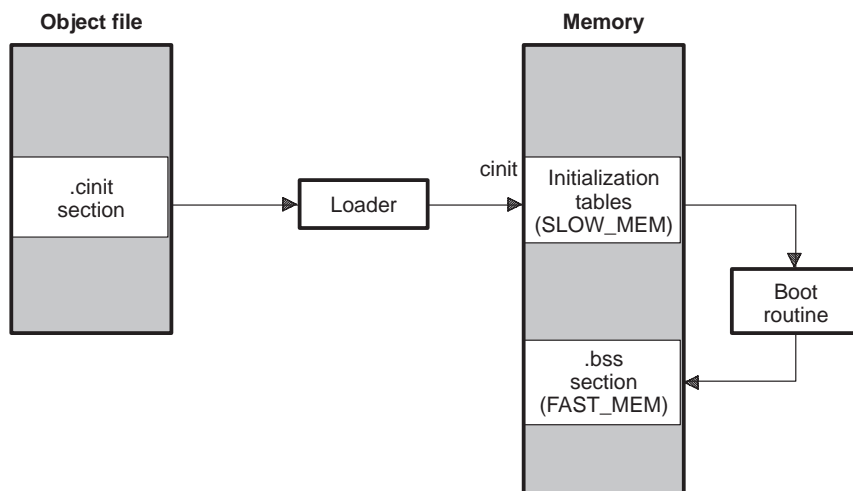 Object file
Memory
.cinit
section
Loader
cinit
Initialization
tables
(SLOW_MEM)
Boot
routine
.bss
section
(FAST_MEM)